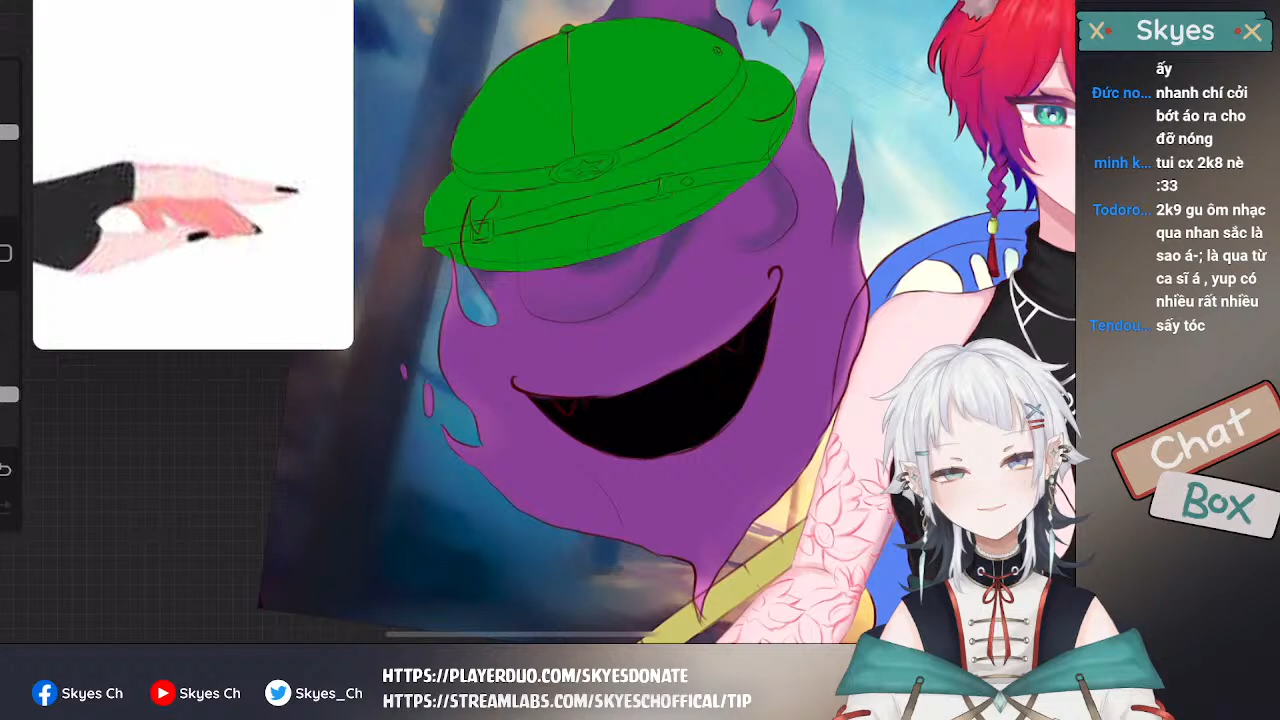 Skyes
ấy
Đức no... nhanh chí cởi
bớt áo ra cho
đỡ nóng
minh k... tui cx 2k8 nè
:33
Todoro... 2k9 gu ôm nhạc
qua nhan sắc là
sao á-; là qua từ
ca sĩ á , yup có
nhiều rất nhiều
Tendou... sấy tóc
Chat
Box
Skyes Ch
Skyes Ch
Skyes_Ch
HTTPS://PLAYERDUO.COM/SKYESDONATE
HTTPS://STREAMLABS.COM/SKYESCHOFFICAL/TIP